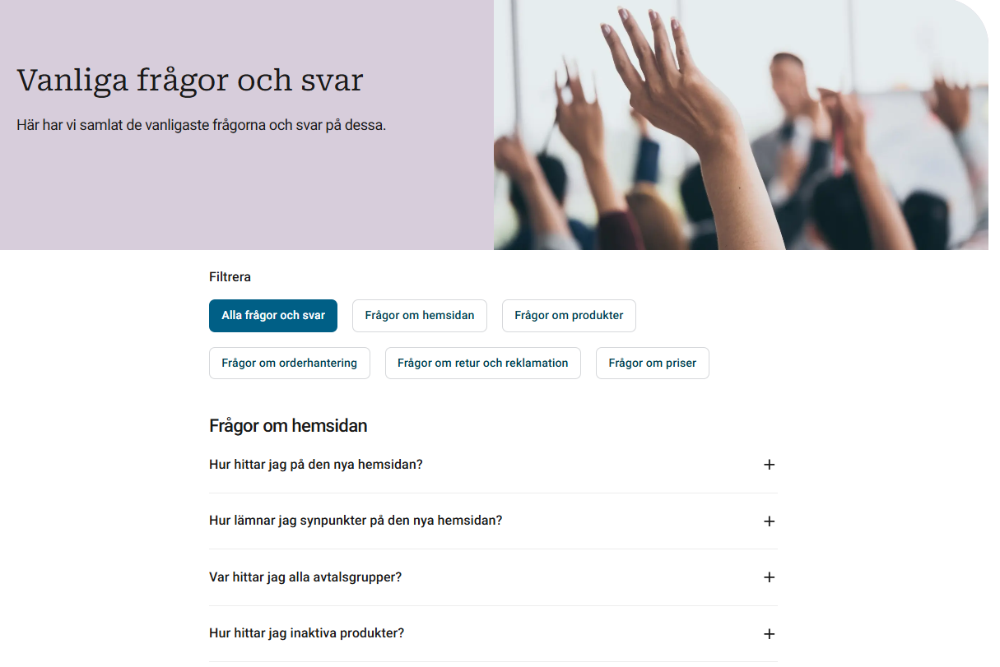 Vanliga frågor och svar
Här har vi samlat de vanligaste frågorna och svar på dessa.
Filtrera
Alla frågor och svar
Frågor om hemsidan
Frågor om produkter
Frågor om orderhantering
Frågor om retur och reklamation
Frågor om priser
Frågor om hemsidan
Hur hittar jag på den nya hemsidan?
Hur lämnar jag synpunkter på den nya hemsidan?
Var hittar jag alla avtalsgrupper?
Hur hittar jag inaktiva produkter?